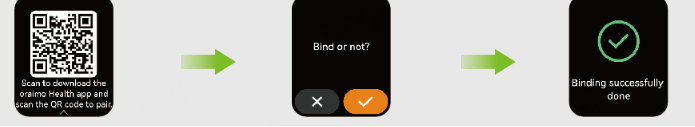 Scan to download the
oraimo Health app and
scan the QR code to pair.
Bind or not?
Binding successfully
done